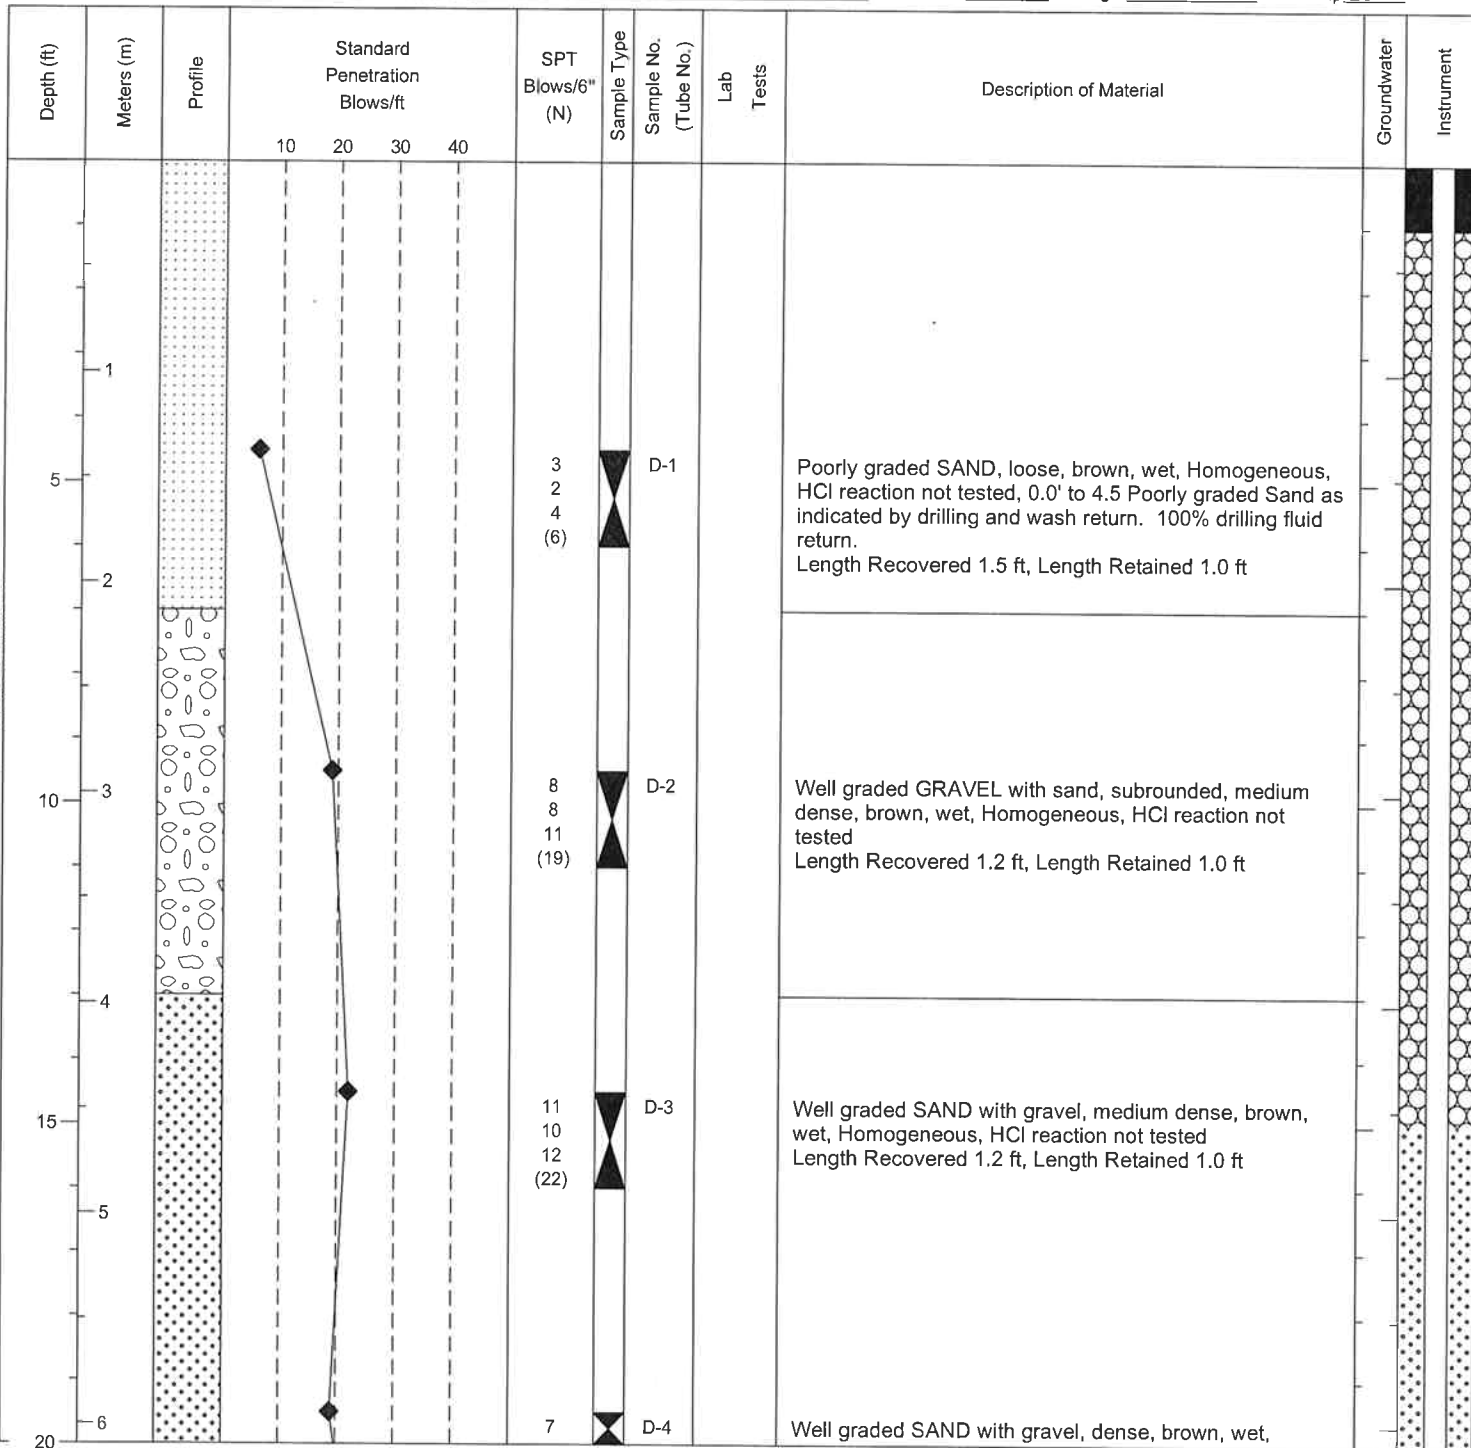 Depth (ft)
Meters (m)
Profile
Standard
Penetration
Blows/ft
10 20 30 40
SPT
Blows/6"
(N)
Sample Type
Sample No.
(Tube No.)
Lab
Tests
Description of Material
Groundwater
Instrument
1
5
3
2
4
(6)
D-1
Poorly graded SAND, loose, brown, wet, Homogeneous,
HCl reaction not tested, 0.0' to 4.5 Poorly graded Sand as
indicated by drilling and wash return. 100% drilling fluid
return.
Length Recovered 1.5 ft, Length Retained 1.0 ft
2
10
3
8
8
11
(19)
D-2
Well graded GRAVEL with sand, subrounded, medium
dense, brown, wet, Homogeneous, HCl reaction not
tested
Length Recovered 1.2 ft, Length Retained 1.0 ft
4
15
11
10
12
(22)
D-3
Well graded SAND with gravel, medium dense, brown,
wet, Homogeneous, HCl reaction not tested
Length Recovered 1.2 ft, Length Retained 1.0 ft
5
6
20
7
D-4
Well graded SAND with gravel, dense, brown, wet,